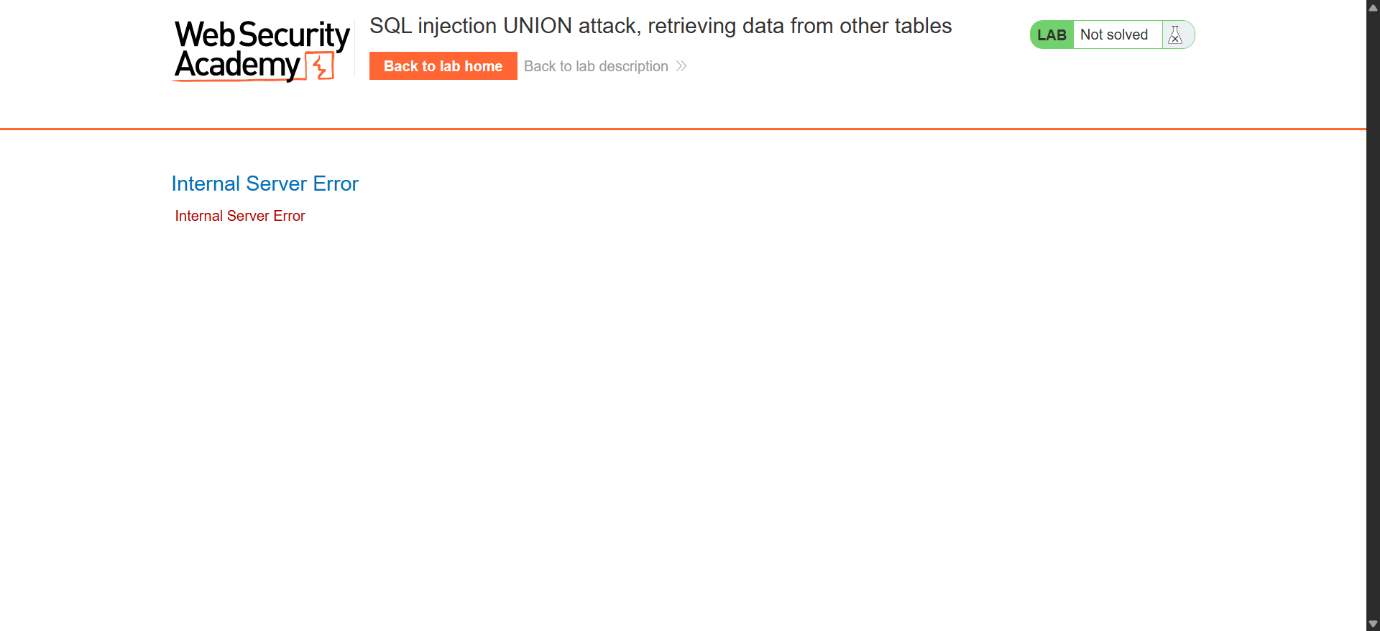 Web Security
Academy
SQL injection UNION attack, retrieving data from other tables
Back to lab home
Back to lab description
LAB
Not solved
Internal Server Error
Internal Server Error